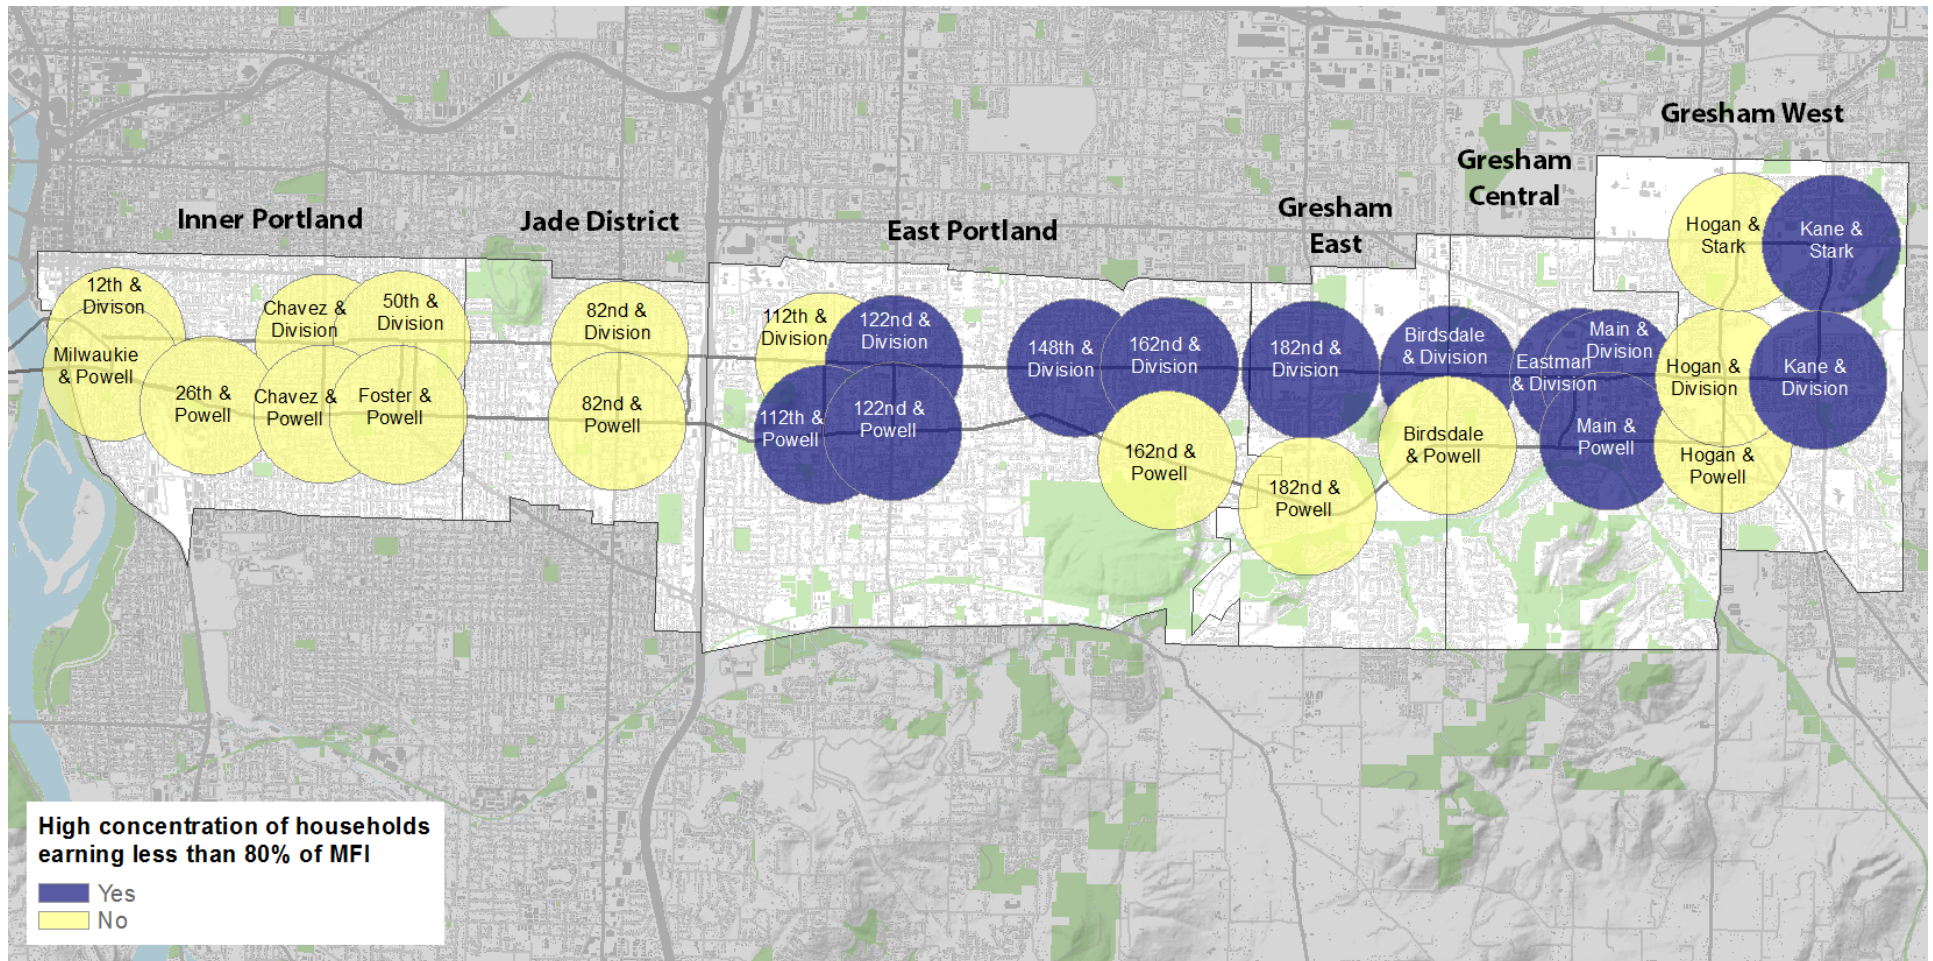 Gresham West
Gresham
Central
Gresham
East
Inner Portland
Jade District
East Portland
12th &
Divison
Milwaukie
& Powell
26th &
Powell
Chavez &
Division
50th &
Division
Chavez &
Powell
Foster &
Powell
82nd &
Division
82nd &
Powell
112th &
Division
122nd &
Division
112th &
Powell
122nd &
Powell
148th &
Division
162nd &
Division
162nd &
Powell
182nd &
Division
182nd &
Powell
Birdsdale
& Division
Birdsdale
& Powell
Eastman
& Division
Main &
Division
Main &
Powell
Hogan &
Stark
Kane &
Stark
Hogan &
Division
Kane &
Division
Hogan &
Powell
High concentration of households
earning less than 80% of MFI
Yes
No